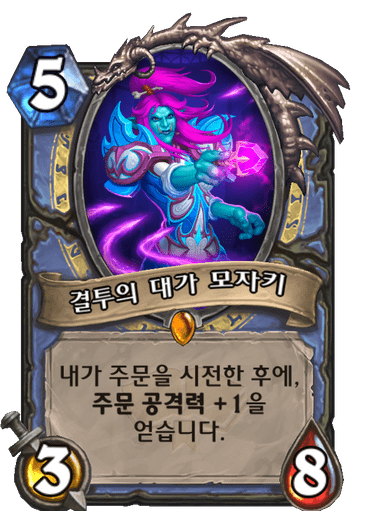 5
결투의 대가 모자키
내가 주문을 시전한 후에,
주문 공격력 +1을
얻습니다.
3
8